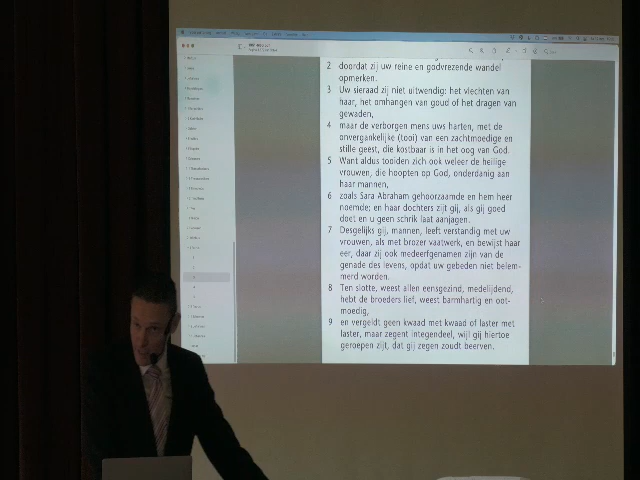 2 doordat zij uw reine en godvrezende wandel
opmerken.
3 Uw sieraad zij niet uitwendig: het vlechten van
haar, het omhangen van goud of het dragen van
gewaden,
4 maar de verborgen mens uws harten, met de
onvergankelijke (tooi) van een zachtmoedige en
stille geest, die kostbaar is in het oog van God.
5 Want aldus tooiden zich ook weleer de heilige
vrouwen, die hoopten op God, onderdanig aan
haar mannen,
6 zoals Sara Abraham gehoorzaamde en hem heer
noemde; en haar dochters zijt gij, als gij goed
doet en u geen schrik laat aanjagen.
7 Desgelijks gij, mannen, leeft verstandig met uw
vrouwen, als met brozer vaatwerk, en bewijst haar
eer, daar zij ook medeerfgenamen zijn van de
genade des levens, opdat uw gebeden niet belem-
merd worden.
8 Ten slotte, weest allen eensgezind, medelijdend,
hebt de broeders lief, weest barmhartig en oot-
moedig,
9 en vergeldt geen kwaad met kwaad of laster met
laster, maar zegent integendeel, wijl gij hiertoe
geroepen zijt, dat gij zegen zoudt beërven.